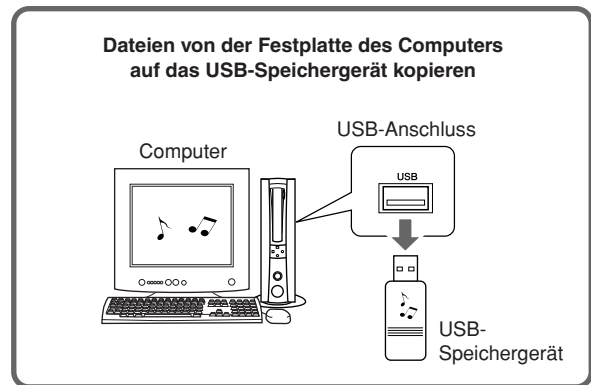 Dateien von der Festplatte des Computers
auf das USB-Speichergerät kopieren
USB-Anschluss
Computer
USB
USB-
Speichergerät